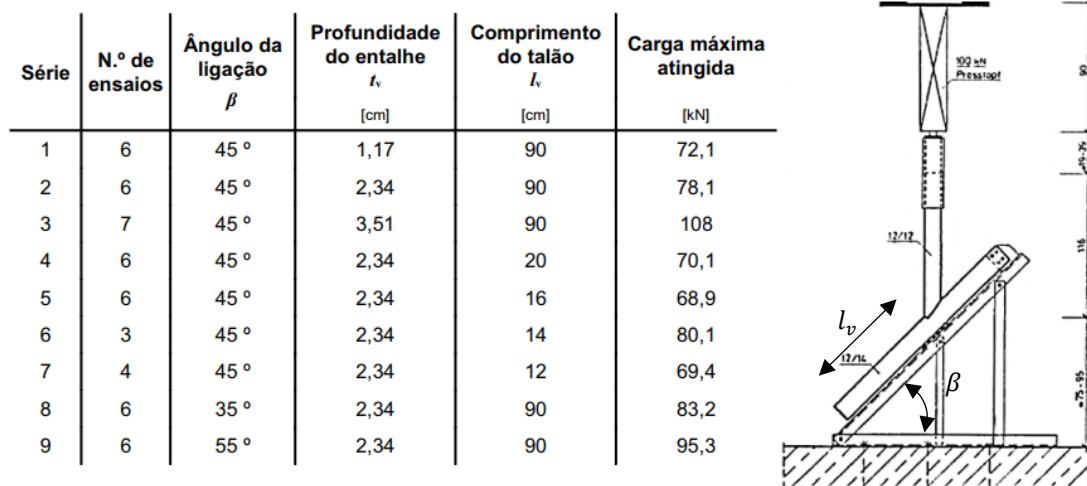 Série
N.º de
ensaios
Ângulo da
ligação
β
Profundidade
do entalhe
tᵥ
[cm]
Comprimento
do talão
lᵥ
[cm]
Carga máxima
atingida
[kN]
1 6 45 º 1,17 90 72,1
2 6 45 º 2,34 90 78,1
3 7 45 º 3,51 90 108
4 6 45 º 2,34 20 70,1
5 6 45 º 2,34 16 68,9
6 3 45 º 2,34 14 80,1
7 4 45 º 2,34 12 69,4
8 6 35 º 2,34 90 83,2
9 6 55 º 2,34 90 95,3
100 kN
Presstopf
12/12
116
lᵥ
12/14
β
≈75-95